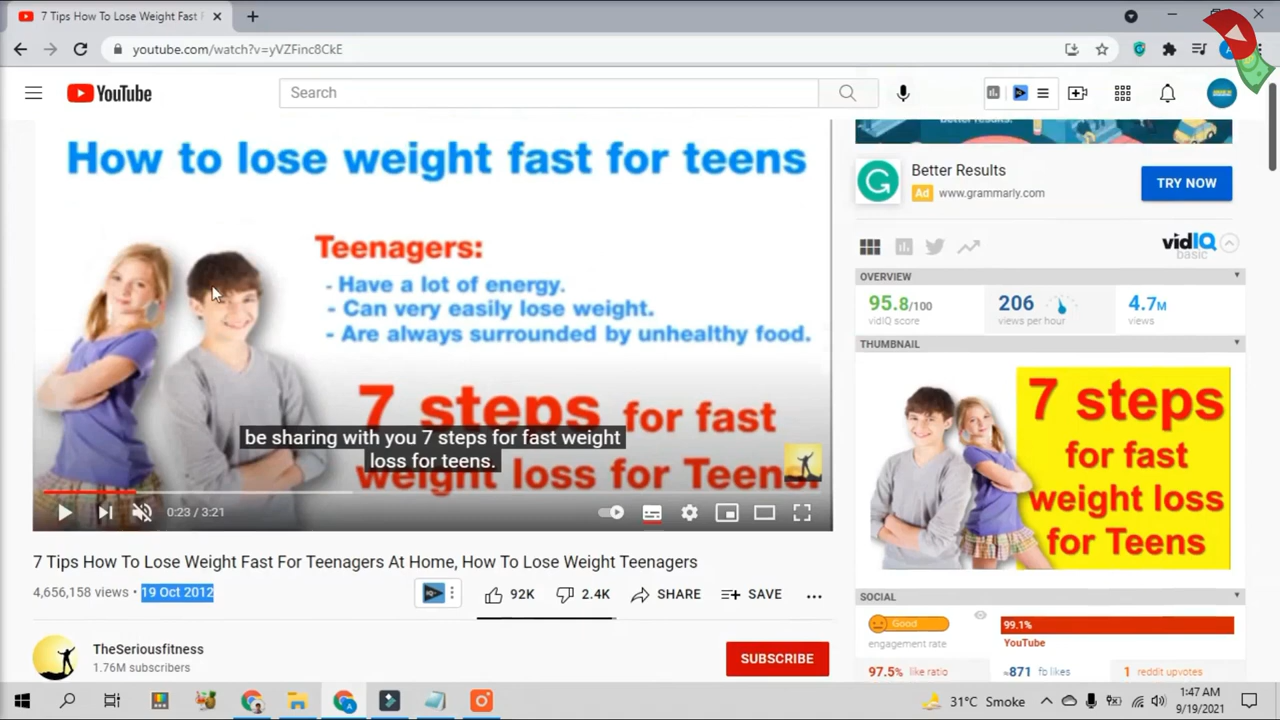 7 Tips How To Lose Weight Fast F
youtube.com/watch?v=yVZFinc8CkE
YouTube
Search
How to lose weight fast for teens
Teenagers:
- Have a lot of energy.
- Can very easily lose weight.
- Are always surrounded by unhealthy food.
7 steps for fast
weight loss for Teens.
be sharing with you 7 steps for fast weight
loss for teens.
0:23 / 3:21
7 Tips How To Lose Weight Fast For Teenagers At Home, How To Lose Weight Teenagers
4,656,158 views • 19 Oct 2012
92K
2.4K
SHARE
SAVE
TheSeriousfitness
1.76M subscribers
SUBSCRIBE
Better Results
Ad www.grammarly.com
TRY NOW
vidIQ
basic
OVERVIEW
95.8/100
vidIQ score
206
views per hour
4.7M
views
THUMBNAIL
7 steps
for fast
weight loss
for Teens
SOCIAL
Good
engagement rate
99.1%
YouTube
97.5% like ratio
≈871 fb likes
1 reddit upvotes
31°C Smoke
1:47 AM
9/19/2021